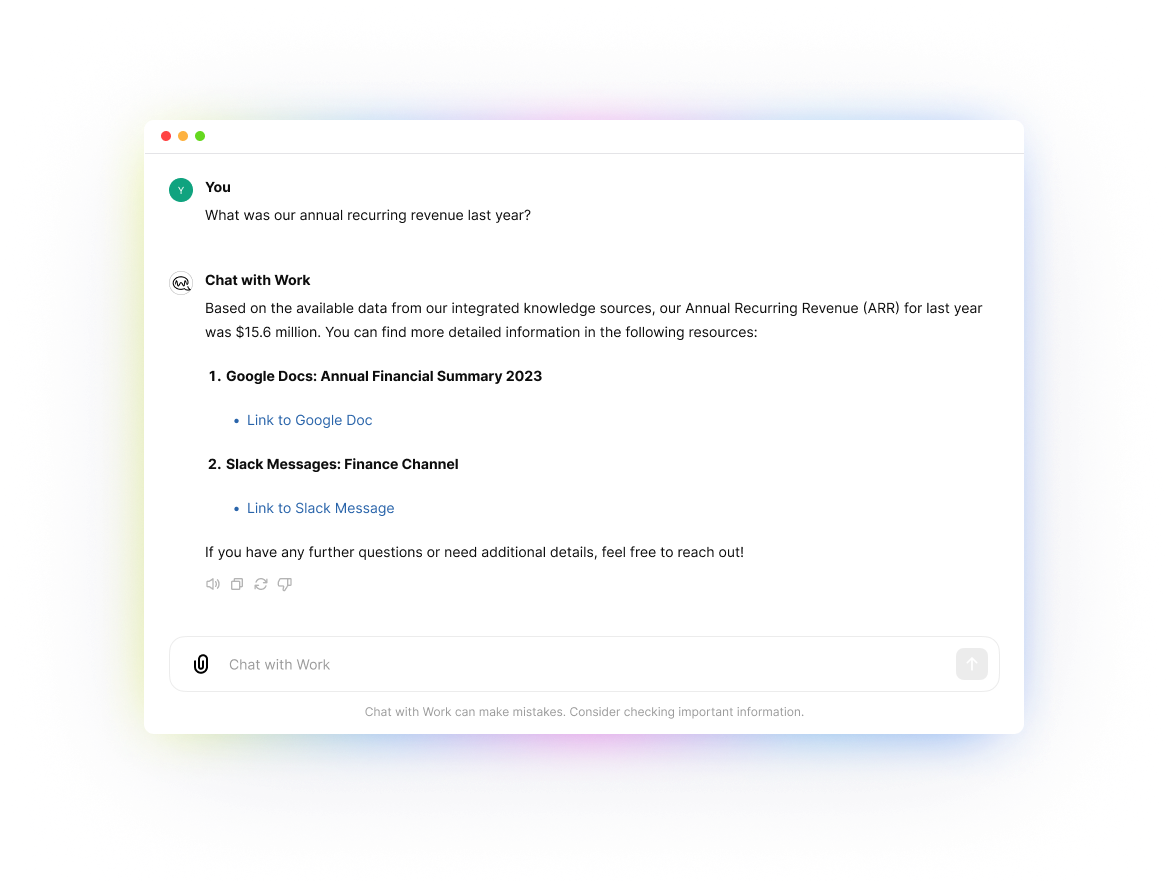 Y
You
What was our annual recurring revenue last year?
Chat with Work
Based on the available data from our integrated knowledge sources, our Annual Recurring Revenue (ARR) for last year
was $15.6 million. You can find more detailed information in the following resources:
1. Google Docs: Annual Financial Summary 2023
• Link to Google Doc
2. Slack Messages: Finance Channel
• Link to Slack Message
If you have any further questions or need additional details, feel free to reach out!
Chat with Work
Chat with Work can make mistakes. Consider checking important information.